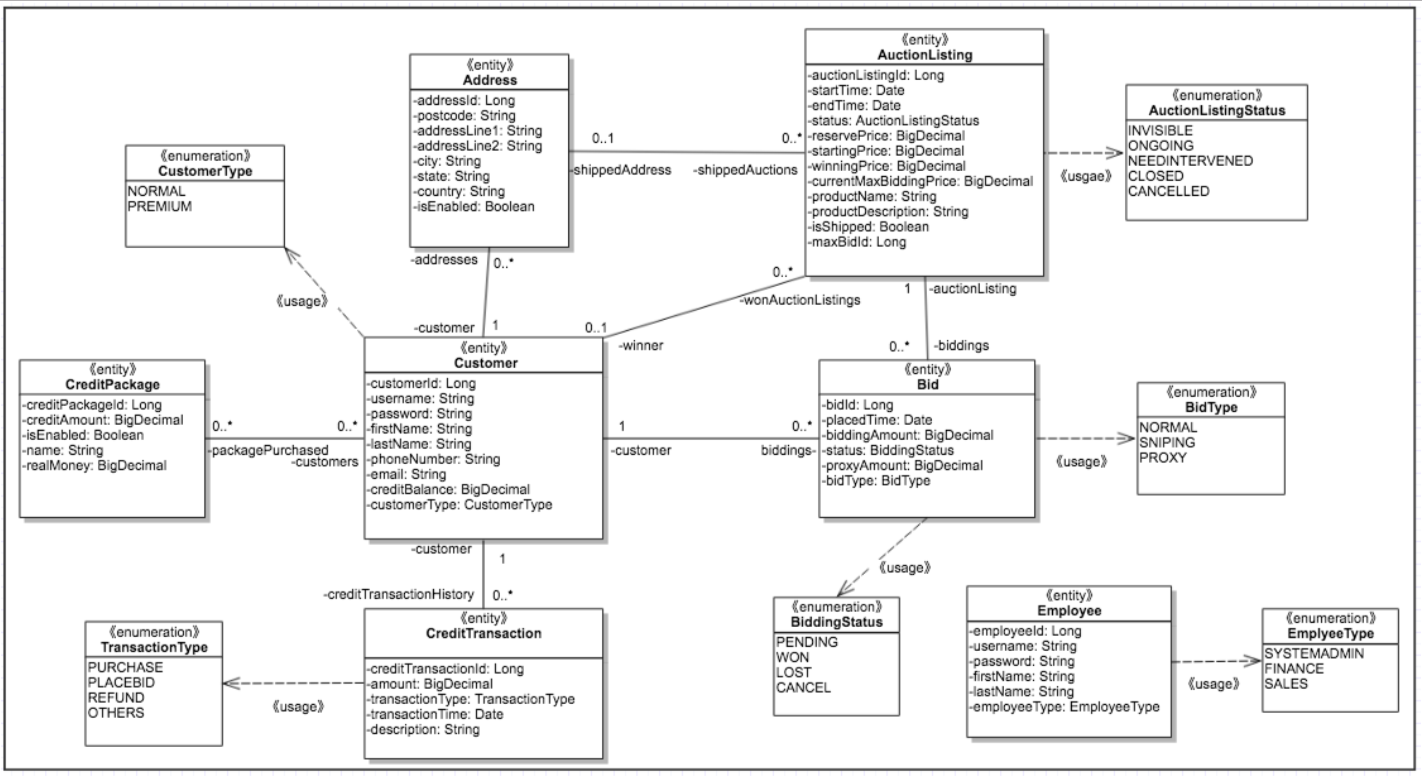 《entity》
Address
-addressId: Long
-postcode: String
-addressLine1: String
-addressLine2: String
-city: String
-state: String
-country: String
-isEnabled: Boolean
《entity》
AuctionListing
-auctionListingId: Long
-startTime: Date
-endTime: Date
-status: AuctionListingStatus
-reservePrice: BigDecimal
-startingPrice: BigDecimal
-winningPrice: BigDecimal
-currentMaxBiddingPrice: BigDecimal
-productName: String
-productDescription: String
-isShipped: Boolean
-maxBidId: Long
《enumeration》
AuctionListingStatus
INVISIBLE
ONGOING
NEEDINTERVENED
CLOSED
CANCELLED
《usgae》
0..1
0..*
-shippedAddress
-shippedAuctions
《enumeration》
CustomerType
NORMAL
PREMIUM
《usage》
-addresses
0..*
-customer
1
0..*
-wonAuctionListings
0..1
-winner
1
-auctionListing
0..*
-biddings
《entity》
CreditPackage
-creditPackageId: Long
-creditAmount: BigDecimal
-isEnabled: Boolean
-name: String
-realMoney: BigDecimal
0..*
0..*
-packagePurchased
-customers
《entity》
Customer
-customerId: Long
-username: String
-password: String
-firstName: String
-lastName: String
-phoneNumber: String
-email: String
-creditBalance: BigDecimal
-customerType: CustomerType
1
0..*
-customer
biddings-
《entity》
Bid
-bidId: Long
-placedTime: Date
-biddingAmount: BigDecimal
-status: BiddingStatus
-proxyAmount: BigDecimal
-bidType: BidType
《usage》
《enumeration》
BidType
NORMAL
SNIPING
PROXY
-customer
1
-creditTransactionHistory
0..*
《usage》
《enumeration》
TransactionType
PURCHASE
PLACEBID
REFUND
OTHERS
《usage》
《entity》
CreditTransaction
-creditTransactionId: Long
-amount: BigDecimal
-transactionType: TransactionType
-transactionTime: Date
-description: String
《enumeration》
BiddingStatus
PENDING
WON
LOST
CANCEL
《entity》
Employee
-employeeId: Long
-username: String
-password: String
-firstName: String
-lastName: String
-employeeType: EmployeeType
《usage》
《enumeration》
EmplyeeType
SYSTEMADMIN
FINANCE
SALES